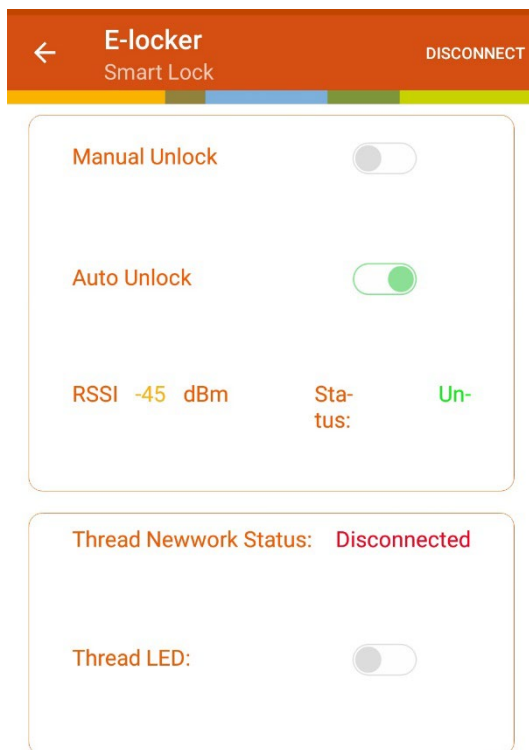 E-locker
Smart Lock
DISCONNECT
Manual Unlock
Auto Unlock
RSSI -45 dBm Sta- Un-
tus:
Thread Newwork Status: Disconnected
Thread LED: